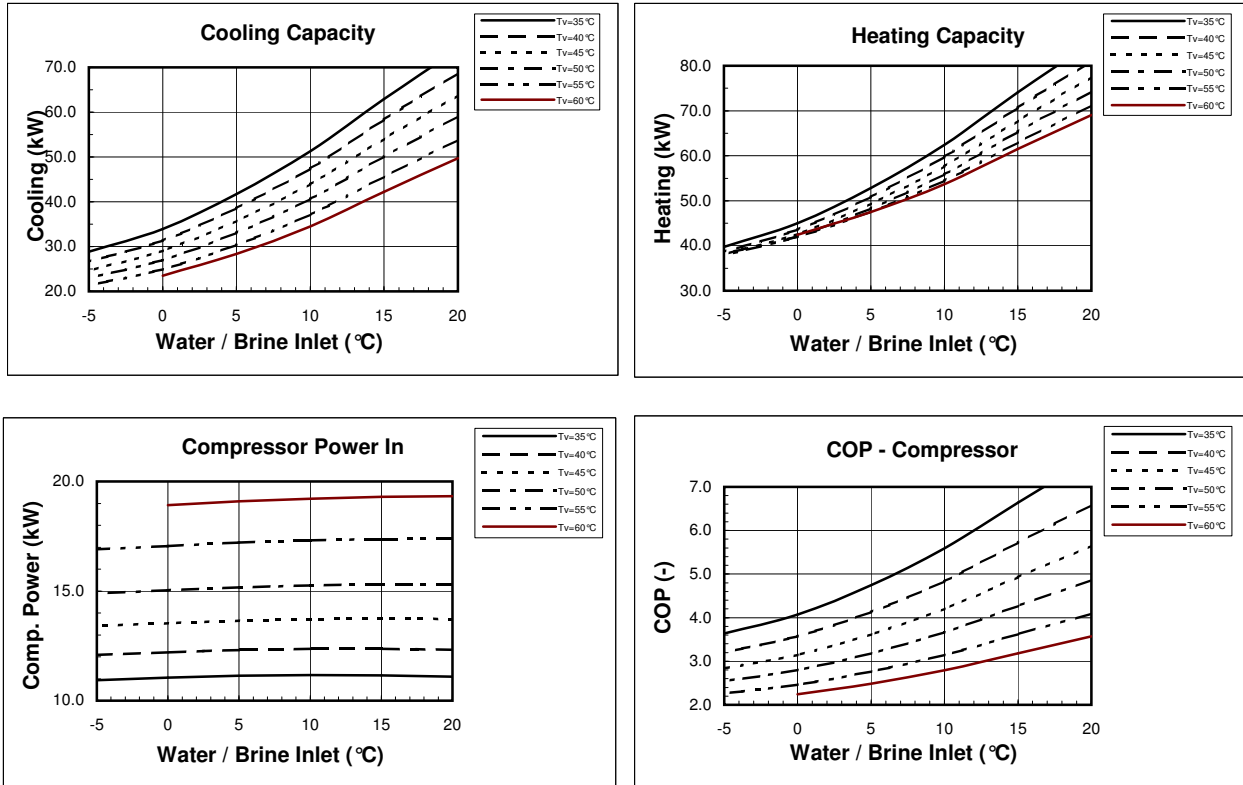 Cooling Capacity
Tv=35°C
Tv=40°C
Tv=45°C
Tv=50°C
Tv=55°C
Tv=60°C
Cooling (kW)
70.0
60.0
50.0
40.0
30.0
20.0
-5 0 5 10 15 20
Water / Brine Inlet (°C)
Heating Capacity
Tv=35°C
Tv=40°C
Tv=45°C
Tv=50°C
Tv=55°C
Tv=60°C
Heating (kW)
80.0
70.0
60.0
50.0
40.0
30.0
-5 0 5 10 15 20
Water / Brine Inlet (°C)
Compressor Power In
Tv=35°C
Tv=40°C
Tv=45°C
Tv=50°C
Tv=55°C
Tv=60°C
Comp. Power (kW)
20.0
15.0
10.0
-5 0 5 10 15 20
Water / Brine Inlet (°C)
COP - Compressor
Tv=35°C
Tv=40°C
Tv=45°C
Tv=50°C
Tv=55°C
Tv=60°C
COP (-)
7.0
6.0
5.0
4.0
3.0
2.0
-5 0 5 10 15 20
Water / Brine Inlet (°C)